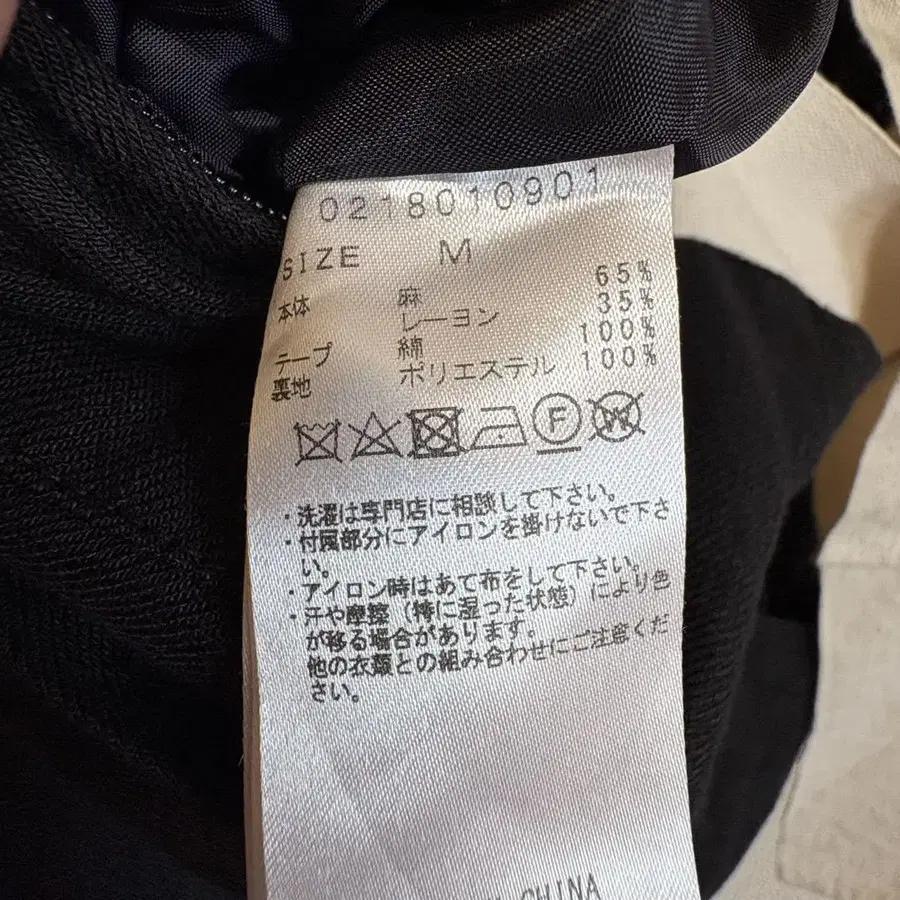 0218010901
SIZE M
本体 麻 65%
レーヨン 35%
テープ 綿 100%
裏地 ポリエステル 100%
F W
・洗濯は専門店に相談して下さい。
・付属部分にアイロンを掛けないで下さ
い。
・アイロン時はあて布をして下さい。
・汗や摩擦（特に湿った状態）により色
が移る場合があります。
他の衣類との組み合わせにご注意くだ
さい。
CHINA